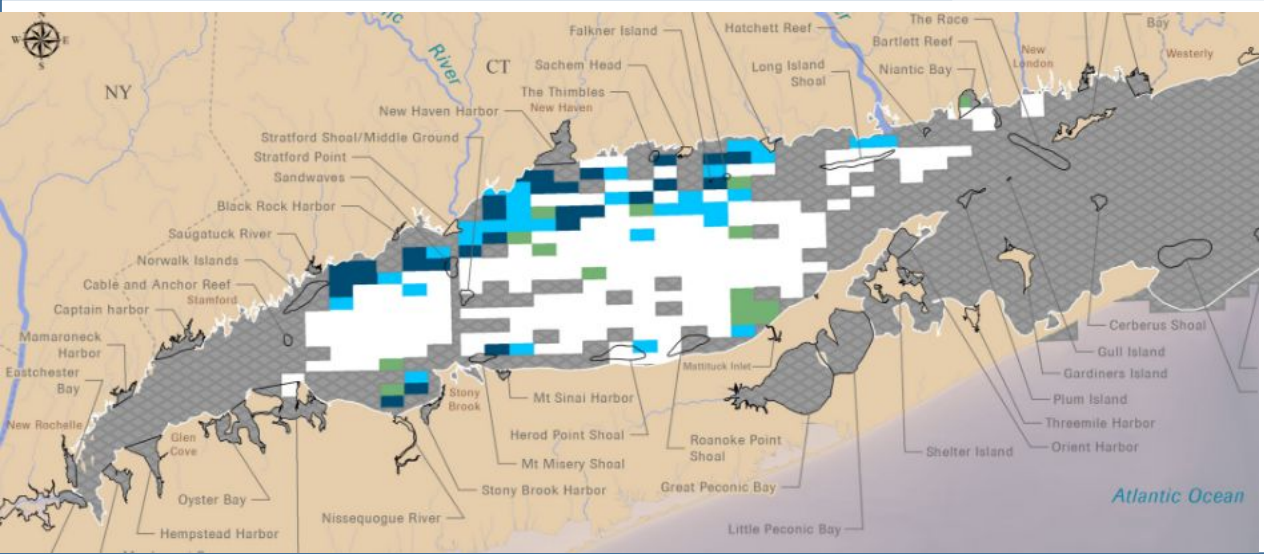 N
W
E
S
NY
CT
River
The Race
Hatchett Reef
Bay
Falkner Island
Bartlett Reef
New
London
Westerly
Sachem Head
Long Island
Shoal
Niantic Bay
The Thimbles
New Haven
New Haven Harbor
Stratford Shoal/Middle Ground
Stratford Point
Sandwaves
Black Rock Harbor
Saugatuck River
Norwalk Islands
Cable and Anchor Reef
Stamford
Captain harbor
Mamaroneck
Harbor
Eastchester
Bay
New Rochelle
Glen
Cove
Oyster Bay
Hempstead Harbor
Nissequogue River
Stony Brook Harbor
Stony
Brook
Mt Misery Shoal
Mt Sinai Harbor
Herod Point Shoal
Mattituck Inlet
Roanoke Point
Shoal
Great Peconic Bay
Little Peconic Bay
Shelter Island
Orient Harbor
Threemile Harbor
Plum Island
Gardiners Island
Gull Island
Cerberus Shoal
Atlantic Ocean